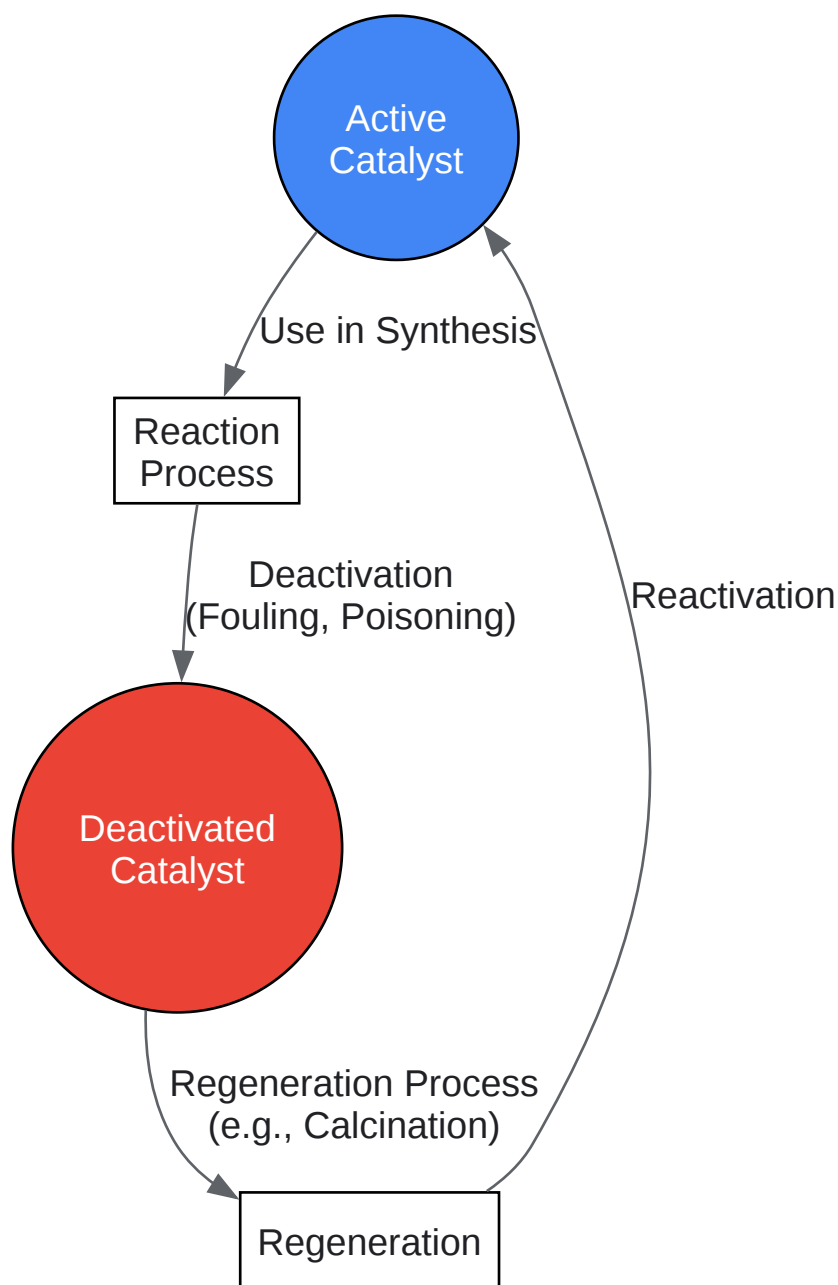 Active
Catalyst
Use in Synthesis
Reaction
Process
Deactivation
(Fouling, Poisoning)
Reactivation
Deactivated
Catalyst
Regeneration Process
(e.g., Calcination)
Regeneration